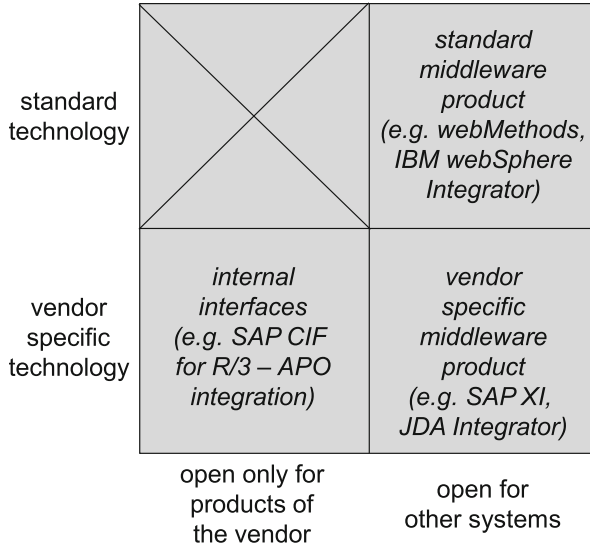 standard
technology
standard
middleware
product
(e.g. webMethods,
IBM webSphere
Integrator)
vendor
specific
technology
internal
interfaces
(e.g. SAP CIF
for R/3 – APO
integration)
vendor
specific
middleware
product
(e.g. SAP XI,
JDA Integrator)
open only for
products of
the vendor
open for
other systems